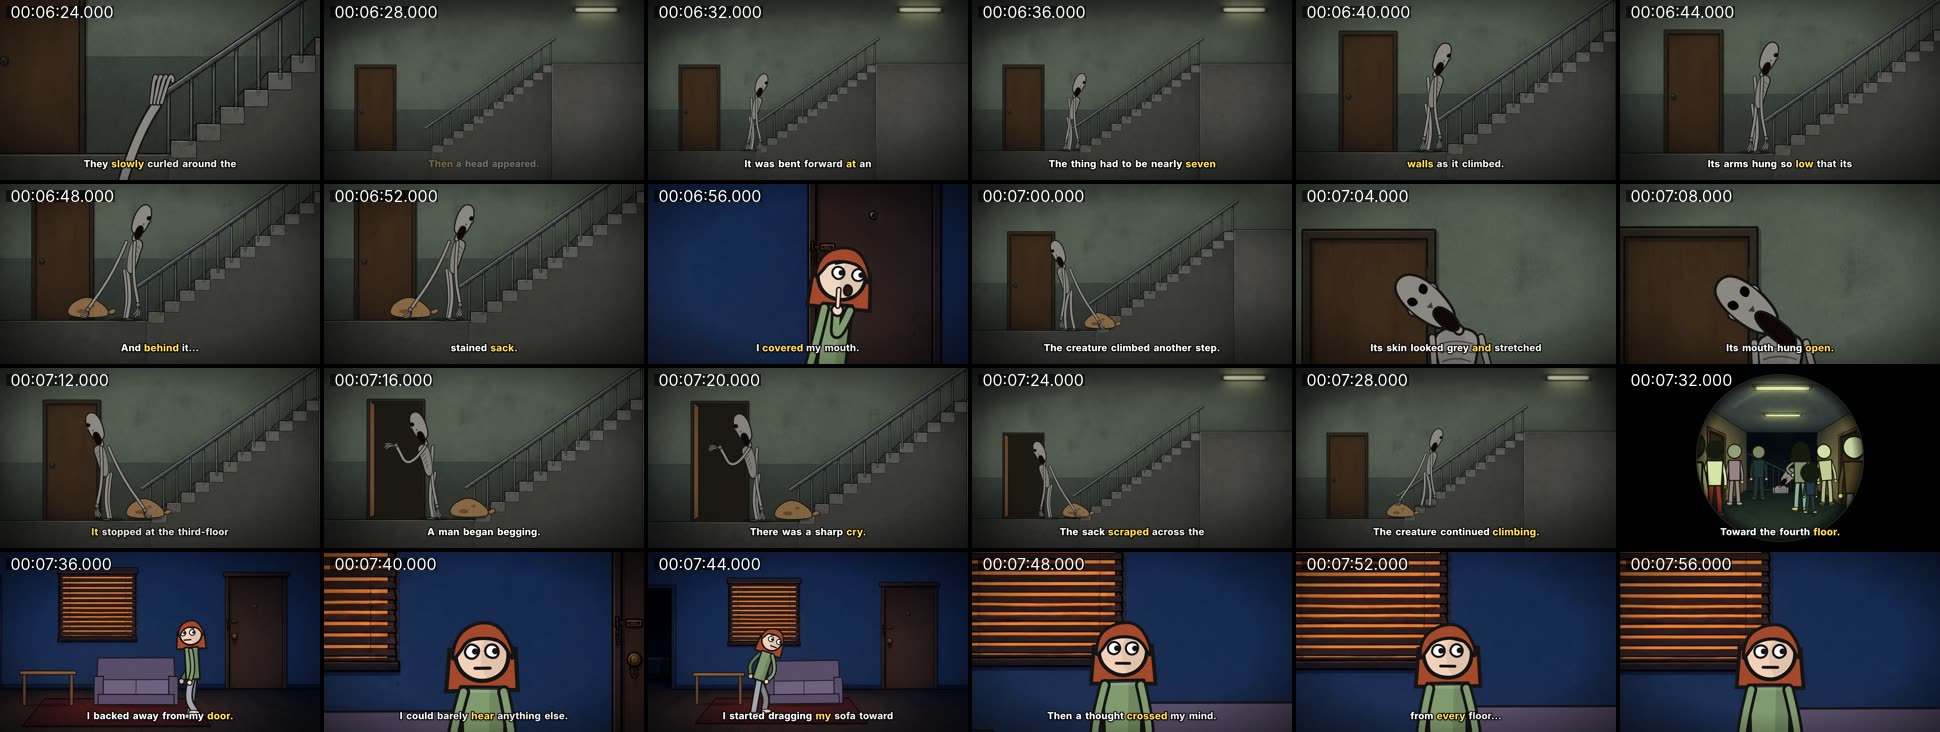 00:06:24.000
They slowly curled around the
00:06:28.000
Then a head appeared.
00:06:32.000
It was bent forward at an
00:06:36.000
The thing had to be nearly seven
00:06:40.000
walls as it climbed.
00:06:44.000
Its arms hung so low that its
00:06:48.000
And behind it...
00:06:52.000
stained sack.
00:06:56.000
I covered my mouth.
00:07:00.000
The creature climbed another step.
00:07:04.000
Its skin looked grey and stretched
00:07:08.000
Its mouth hung open.
00:07:12.000
It stopped at the third-floor
00:07:16.000
A man began begging.
00:07:20.000
There was a sharp cry.
00:07:24.000
The sack scraped across the
00:07:28.000
The creature continued climbing.
00:07:32.000
Toward the fourth floor.
00:07:36.000
I backed away from my door.
00:07:40.000
I could barely hear anything else.
00:07:44.000
I started dragging my sofa toward
00:07:48.000
Then a thought crossed my mind.
00:07:52.000
from every floor...
00:07:56.000